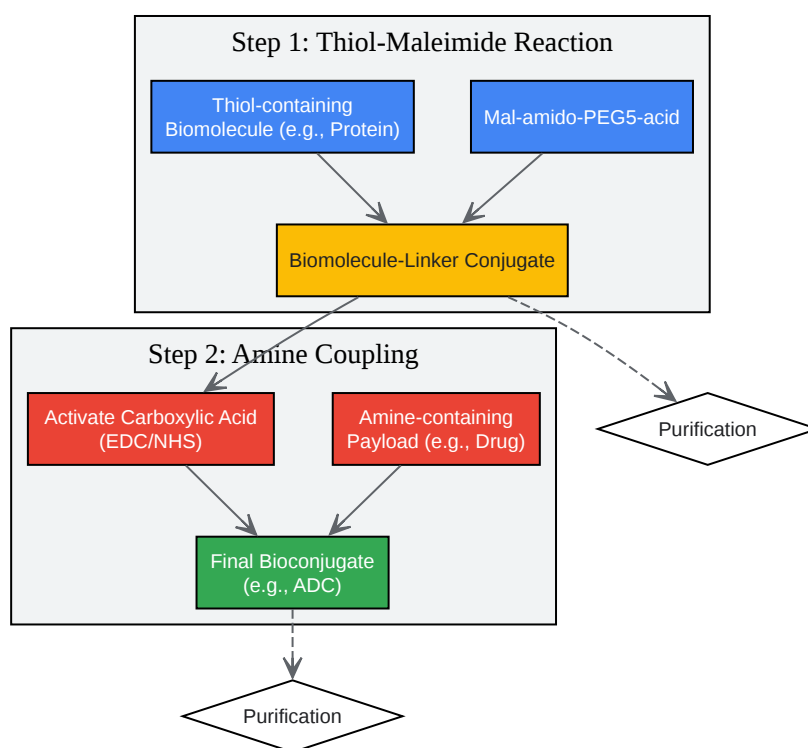 Step 1: Thiol-Maleimide Reaction
Thiol-containing
Biomolecule (e.g., Protein)
Mal-amido-PEG5-acid
Biomolecule-Linker Conjugate
Step 2: Amine Coupling
Activate Carboxylic Acid
(EDC/NHS)
Amine-containing
Payload (e.g., Drug)
Purification
Final Bioconjugate
(e.g., ADC)
Purification